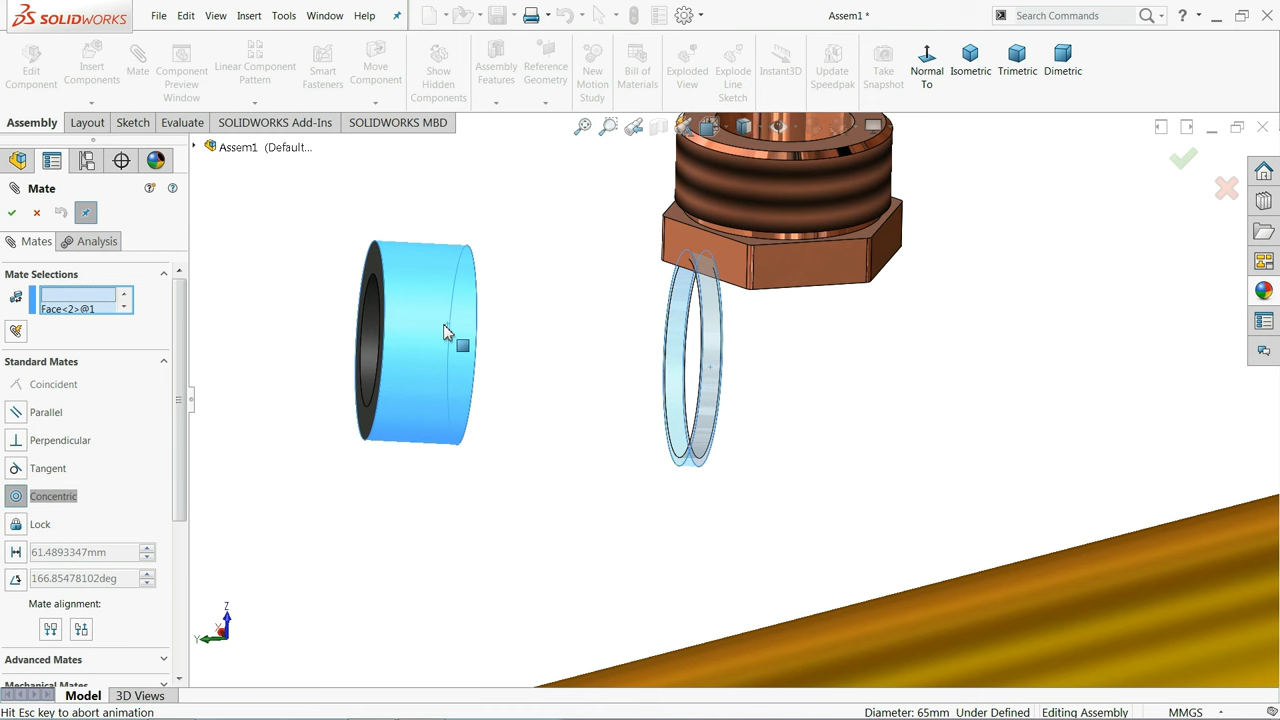 SOLIDWORKS
File Edit View Insert Tools Window Help
Assem1 *
Search Commands
Edit Component
Insert Components
Mate
Component Preview Window
Linear Component Pattern
Smart Fasteners
Move Component
Show Hidden Components
Assembly Features
Reference Geometry
New Motion Study
Bill of Materials
Exploded View
Explode Line Sketch
Instant3D
Update Speedpak
Take Snapshot
Normal To
Isometric
Trimetric
Dimetric
Assembly Layout Sketch Evaluate SOLIDWORKS Add-Ins SOLIDWORKS MBD
Assem1 (Default...
Mate
Mates Analysis
Mate Selections
Face<2>@1
Standard Mates
Coincident
Parallel
Perpendicular
Tangent
Concentric
Lock
61.4893347mm
166.85478102deg
Mate alignment:
Advanced Mates
Z
Y
X
Model 3D Views
Hit Esc key to abort animation
Diameter: 65mm Under Defined Editing Assembly MMGS